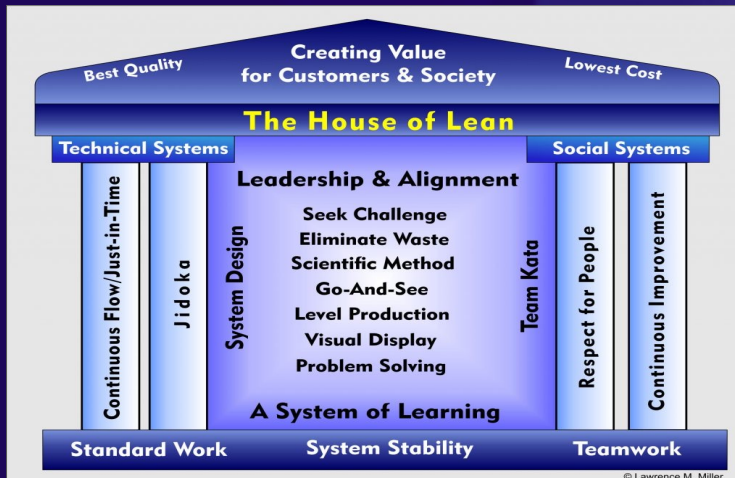 Creating Value
for Customers & Society
Best Quality
Lowest Cost
The House of Lean
Technical Systems
Social Systems
Continuous Flow/Just-in-Time
Jidoka
System Design
Leadership & Alignment
Seek Challenge
Eliminate Waste
Scientific Method
Go-And-See
Level Production
Visual Display
Problem Solving
A System of Learning
Team Kata
Respect for People
Continuous Improvement
Standard Work
System Stability
Teamwork
© Lawrence M. Miller